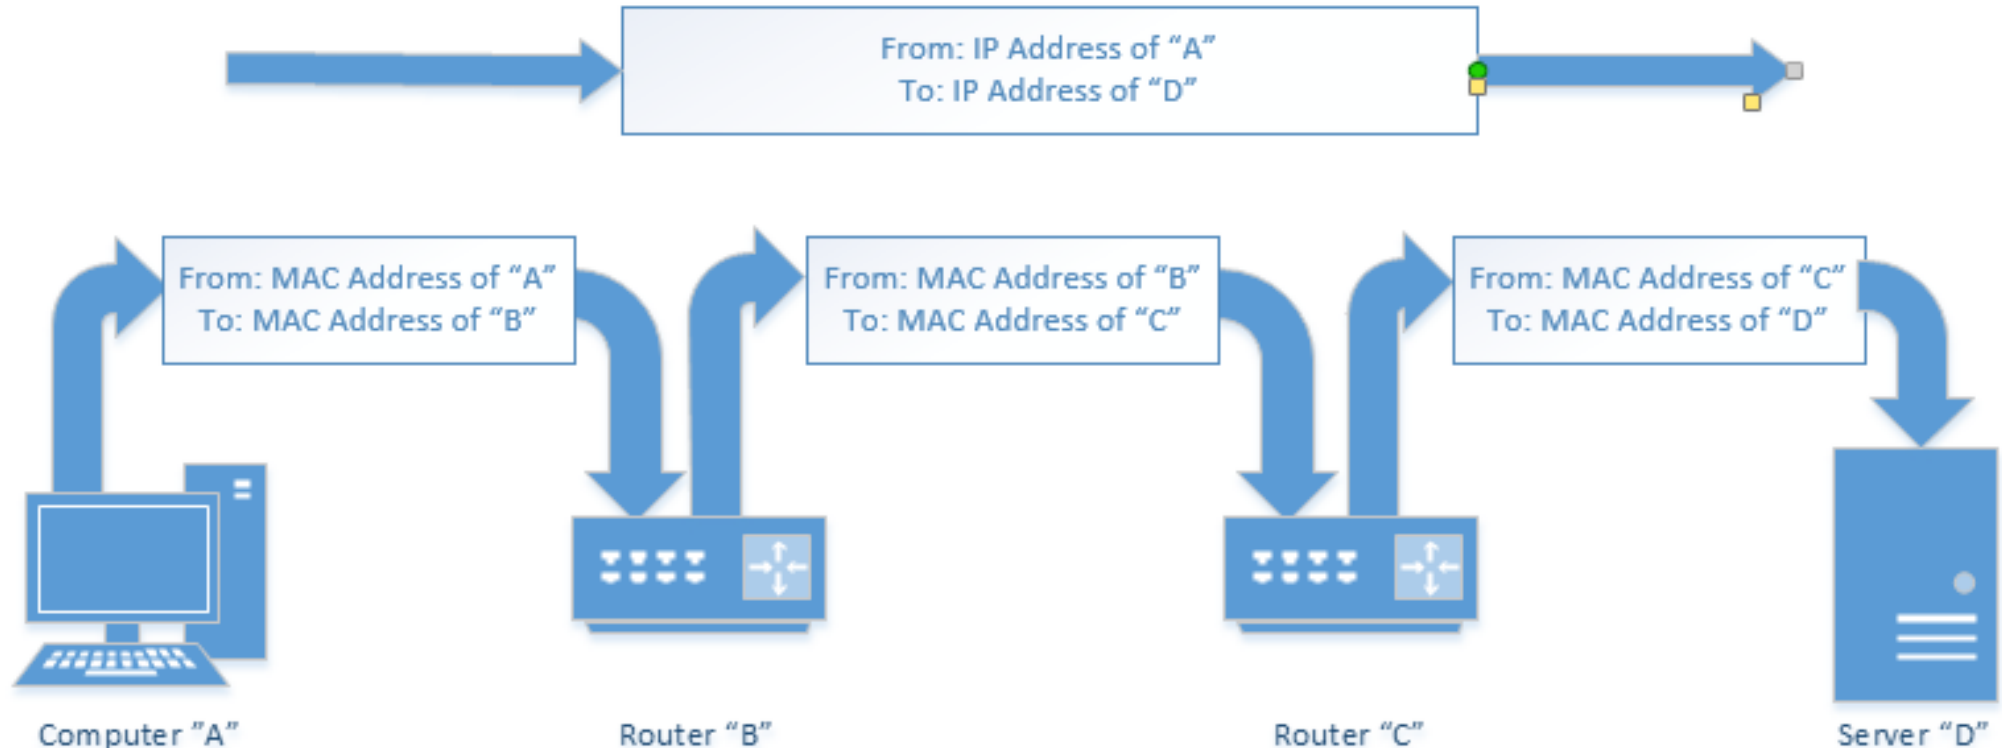 From: IP Address of “A”
To: IP Address of “D”
From: MAC Address of “A”
To: MAC Address of “B”
From: MAC Address of “B”
To: MAC Address of “C”
From: MAC Address of “C”
To: MAC Address of “D”
Computer “A”
Router “B”
Router “C”
Server “D”